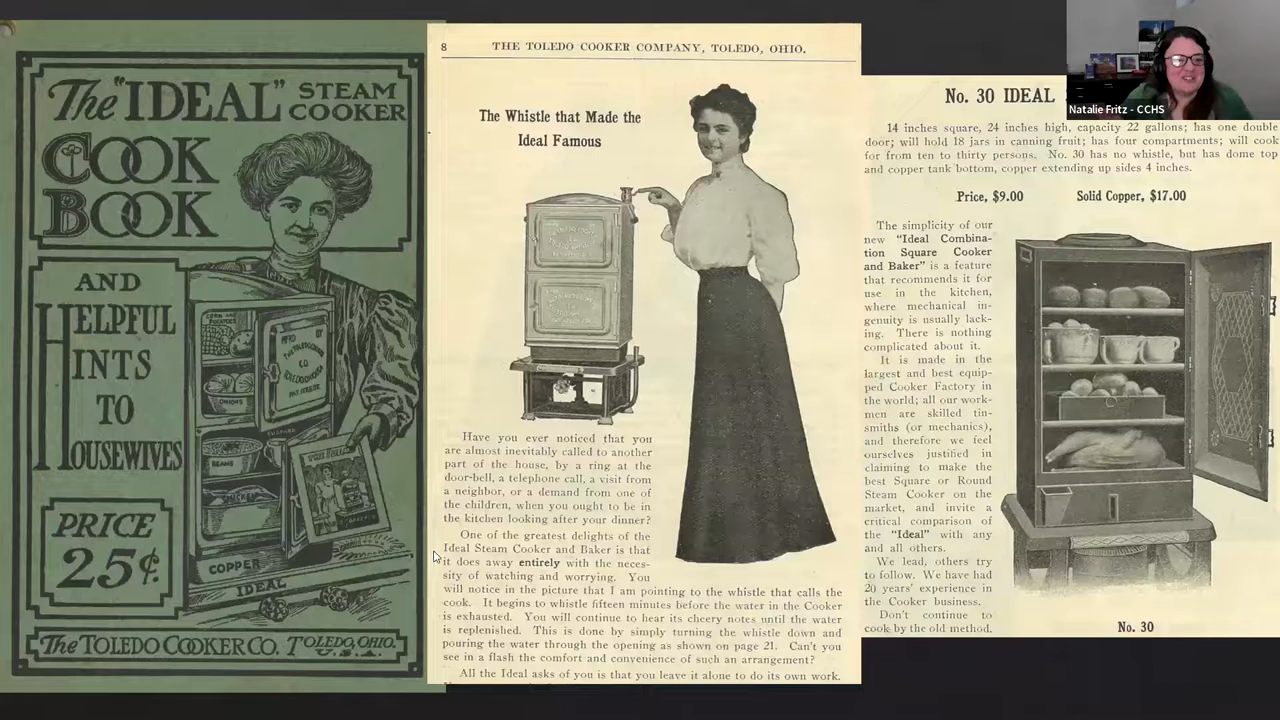 The "IDEAL" STEAM COOKER
COOK
BOOK
AND
HELPFUL
HINTS
TO
HOUSEWIVES
PRICE
25¢.
CORN AND
POTATOES
ONIONS
BEANS
CHICKEN
MFD BY
THE TOLEDO COOKER
CO
TOLEDO OHIO
COPPER
IDEAL
The TOLEDO COOKER CO. TOLEDO, OHIO.
U.S.A.
8 THE TOLEDO COOKER COMPANY, TOLEDO, OHIO.
The Whistle that Made the
Ideal Famous
Have you ever noticed that you
are almost inevitably called to another
part of the house, by a ring at the
door-bell, a telephone call, a visit from
a neighbor, or a demand from one of
the children, when you ought to be in
the kitchen looking after your dinner?
One of the greatest delights of the
Ideal Steam Cooker and Baker is that
it does away entirely with the neces-
sity of watching and worrying. You
will notice in the picture that I am pointing to the whistle that calls the
cook. It begins to whistle fifteen minutes before the water in the Cooker
is exhausted. You will continue to hear its cheery notes until the water
is replenished. This is done by simply turning the whistle down and
pouring the water through the opening as shown on page 21. Can't you
see in a flash the comfort and convenience of such an arrangement?
All the Ideal asks of you is that you leave it alone to do its own work.
No. 30 IDEAL
14 inches square, 24 inches high, capacity 22 gallons; has one double
door; will hold 18 jars in canning fruit; has four compartments; will cook
for from ten to thirty persons. No. 30 has no whistle, but has dome top
and copper tank bottom, copper extending up sides 4 inches.
Price, $9.00 Solid Copper, $17.00
The simplicity of our
new "Ideal Combina-
tion Square Cooker
and Baker" is a feature
that recommends it for
use in the kitchen,
where mechanical in-
genuity is usually lack-
ing. There is nothing
complicated about it.
It is made in the
largest and best equip-
ped Cooker Factory in
the world; all our work-
men are skilled tin-
smiths (or mechanics),
and therefore we feel
ourselves justified in
claiming to make the
best Square or Round
Steam Cooker on the
market, and invite a
critical comparison of
the "Ideal" with any
and all others.
We lead, others try
to follow. We have had
20 years' experience in
the Cooker business.
Don't continue to
cook by the old method.
No. 30
Natalie Fritz - CCHS